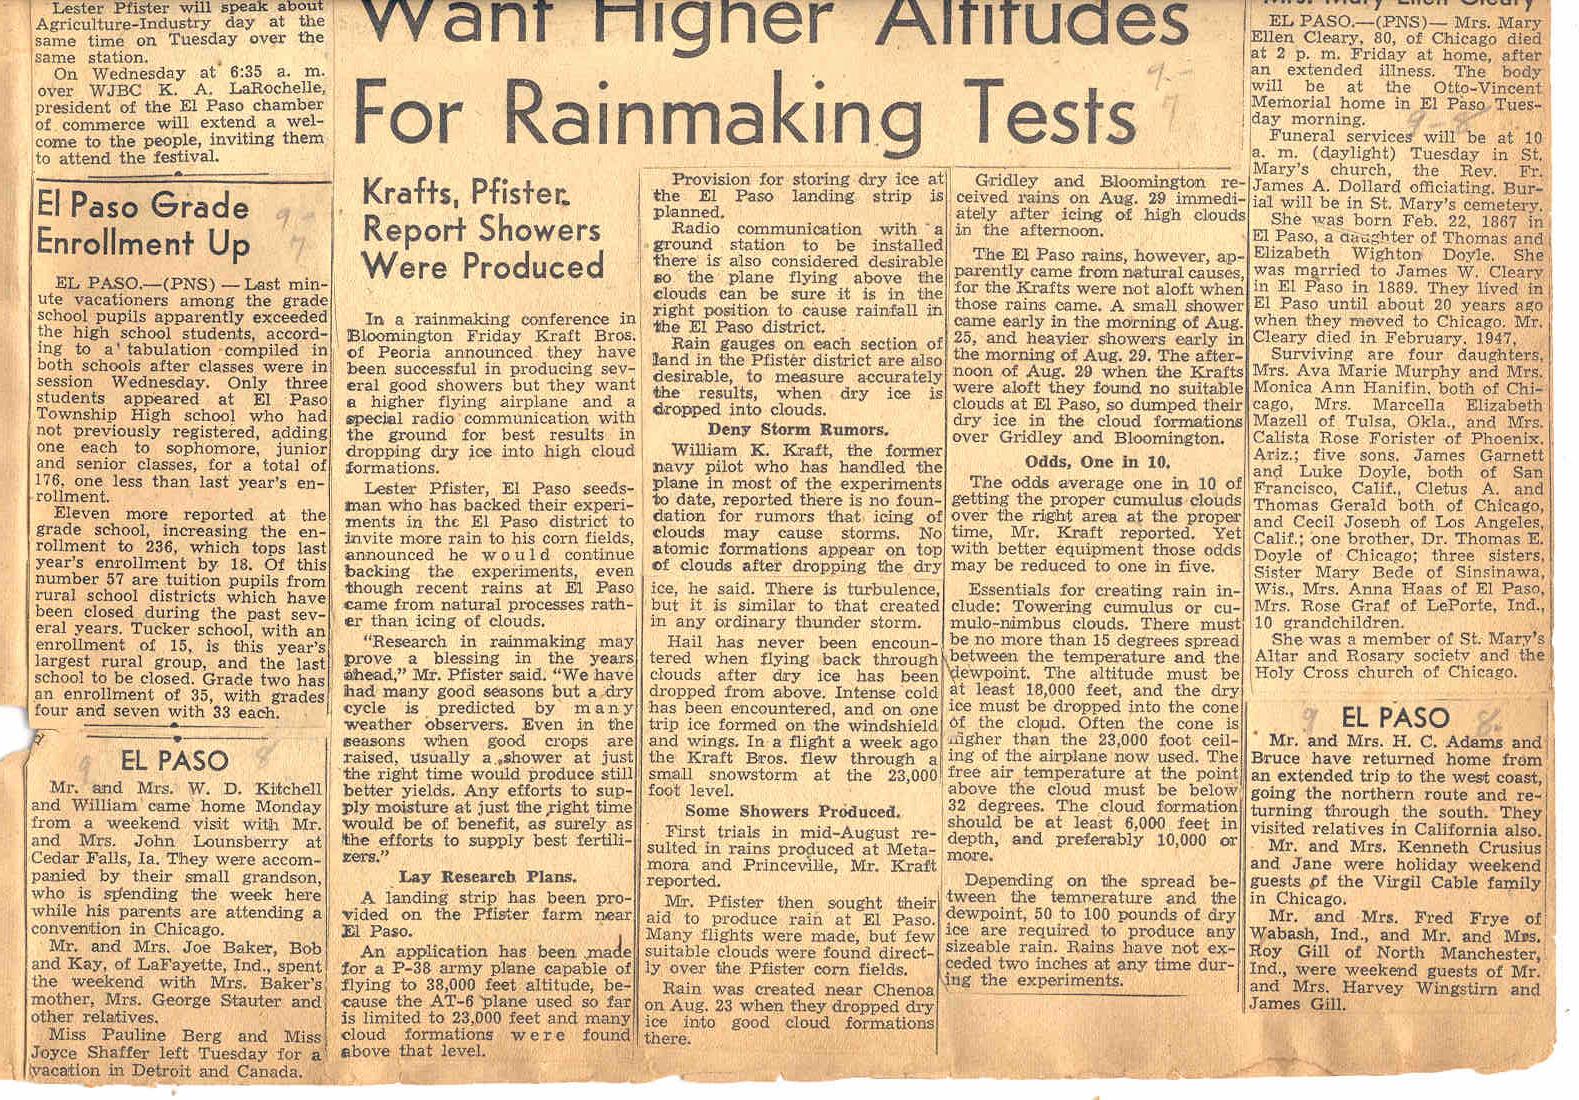 Lester Pfister will speak about
Agriculture-Industry day at the
same time on Tuesday over the
same station.
On Wednesday at 6:35 a. m.
over WJBC K. A. LaRochelle,
president of the El Paso chamber
of commerce will extend a wel-
come to the people, inviting them
to attend the festival.
El Paso Grade
Enrollment Up
9-
7
EL PASO.—(PNS) — Last min-
ute vacationers among the grade
school pupils apparently exceeded
the high school students, accord-
ing to a tabulation compiled in
both schools after classes were in
session Wednesday. Only three
students appeared at El Paso
Township High school who had
not previously registered, adding
one each to sophomore, junior
and senior classes, for a total of
176, one less than last year's en-
rollment.
Eleven more reported at the
grade school, increasing the en-
rollment to 236, which tops last
year's enrollment by 18. Of this
number 57 are tuition pupils from
rural school districts which have
been closed during the past sev-
eral years. Tucker school, with an
enrollment of 15, is this year's
largest rural group, and the last
school to be closed. Grade two has
an enrollment of 35, with grades
four and seven with 33 each.
9 EL PASO 8
Mr. and Mrs. W. D. Kitchell
and William came home Monday
from a weekend visit with Mr.
and Mrs. John Lounsberry at
Cedar Falls, Ia. They were accom-
panied by their small grandson,
who is spending the week here
while his parents are attending a
convention in Chicago.
Mr. and Mrs. Joe Baker, Bob
and Kay, of LaFayette, Ind., spent
the weekend with Mrs. Baker's
mother, Mrs. George Stauter and
other relatives.
Miss Pauline Berg and Miss
Joyce Shaffer left Tuesday for a
vacation in Detroit and Canada.
Want Higher Altitudes
For Rainmaking Tests
9-
7
Krafts, Pfister
Report Showers
Were Produced
In a rainmaking conference in
Bloomington Friday Kraft Bros.
of Peoria announced they have
been successful in producing sev-
eral good showers but they want
a higher flying airplane and a
special radio communication with
the ground for best results in
dropping dry ice into high cloud
formations.
Lester Pfister, El Paso seeds-
man who has backed their experi-
ments in the El Paso district to
invite more rain to his corn fields,
announced he would continue
backing the experiments, even
though recent rains at El Paso
came from natural processes rath-
er than icing of clouds.
"Research in rainmaking may
prove a blessing in the years
ahead," Mr. Pfister said. "We have
had many good seasons but a dry
cycle is predicted by many
weather observers. Even in the
seasons when good crops are
raised, usually a shower at just
the right time would produce still
better yields. Any efforts to sup-
ply moisture at just the right time
would be of benefit, as surely as
the efforts to supply best fertili-
zers."
Lay Research Plans.
A landing strip has been pro-
vided on the Pfister farm near
El Paso.
An application has been made
for a P-38 army plane capable of
flying to 38,000 feet altitude, be-
cause the AT-6 plane used so far
is limited to 23,000 feet and many
cloud formations were found
above that level.
Provision for storing dry ice at
the El Paso landing strip is
planned.
Radio communication with a
ground station to be installed
there is also considered desirable
so the plane flying above the
clouds can be sure it is in the
right position to cause rainfall in
the El Paso district.
Rain gauges on each section of
land in the Pfister district are also
desirable, to measure accurately
the results, when dry ice is
dropped into clouds.
Deny Storm Rumors.
William K. Kraft, the former
navy pilot who has handled the
plane in most of the experiments
to date, reported there is no foun-
dation for rumors that icing of
clouds may cause storms. No
atomic formations appear on top
of clouds after dropping the dry
ice, he said. There is turbulence,
but it is similar to that created
in any ordinary thunder storm.
Hail has never been encoun-
tered when flying back through
clouds after dry ice has been
dropped from above. Intense cold
has been encountered, and on one
trip ice formed on the windshield
and wings. In a flight a week ago
the Kraft Bros. flew through a
small snowstorm at the 23,000
foot level.
Some Showers Produced.
First trials in mid-August re-
sulted in rains produced at Meta-
mora and Princeville, Mr. Kraft
reported.
Mr. Pfister then sought their
aid to produce rain at El Paso.
Many flights were made, but few
suitable clouds were found direct-
ly over the Pfister corn fields.
Rain was created near Chenoa
on Aug. 23 when they dropped dry
ice into good cloud formations
there.
Gridley and Bloomington re-
ceived rains on Aug. 29 immedi-
ately after icing of high clouds
in the afternoon.
The El Paso rains, however, ap-
parently came from natural causes,
for the Krafts were not aloft when
those rains came. A small shower
came early in the morning of Aug.
25, and heavier showers early in
the morning of Aug. 29. The after-
noon of Aug. 29 when the Krafts
were aloft they found no suitable
clouds at El Paso, so dumped their
dry ice in the cloud formations
over Gridley and Bloomington.
Odds, One in 10.
The odds average one in 10 of
getting the proper cumulus clouds
over the right area at the proper
time, Mr. Kraft reported. Yet
with better equipment those odds
may be reduced to one in five.
Essentials for creating rain in-
clude: Towering cumulus or cu-
mulo-nimbus clouds. There must
be no more than 15 degrees spread
between the temperature and the
dewpoint. The altitude must be
at least 18,000 feet, and the dry
ice must be dropped into the cone
of the cloud. Often the cone is
higher than the 23,000 foot ceil-
ing of the airplane now used. The
free air temperature at the point
above the cloud must be below
32 degrees. The cloud formation
should be at least 6,000 feet in
depth, and preferably 10,000 or
more.
Depending on the spread be-
tween the temperature and the
dewpoint, 50 to 100 pounds of dry
ice are required to produce any
sizeable rain. Rains have not ex-
ceeded two inches at any time dur-
ing the experiments.
Mrs. Mary Ellen Cleary
EL PASO.—(PNS)— Mrs. Mary
Ellen Cleary, 80, of Chicago died
at 2 p. m. Friday at home, after
an extended illness. The body
will be at the Otto-Vincent
Memorial home in El Paso Tues-
day morning.
9-8
Funeral services will be at 10
a. m. (daylight) Tuesday in St.
Mary's church, the Rev. Fr.
James A. Dollard officiating. Bur-
ial will be in St. Mary's cemetery.
She was born Feb. 22, 1867 in
El Paso, a daughter of Thomas and
Elizabeth Wighton Doyle. She
was married to James W. Cleary
in El Paso in 1889. They lived in
El Paso until about 20 years ago
when they moved to Chicago. Mr.
Cleary died in February, 1947,
Surviving are four daughters,
Mrs. Ava Marie Murphy and Mrs.
Monica Ann Hanifin, both of Chi-
cago, Mrs. Marcella Elizabeth
Mazell of Tulsa, Okla., and Mrs.
Calista Rose Forister of Phoenix,
Ariz.; five sons, James Garnett
and Luke Doyle, both of San
Francisco, Calif., Cletus A. and
Thomas Gerald both of Chicago,
and Cecil Joseph of Los Angeles,
Calif.; one brother, Dr. Thomas E.
Doyle of Chicago; three sisters,
Sister Mary Bede of Sinsinawa,
Wis., Mrs. Anna Haas of El Paso,
Mrs. Rose Graf of LePorte, Ind.,
10 grandchildren.
She was a member of St. Mary's
Altar and Rosary society and the
Holy Cross church of Chicago.
9 EL PASO 8-
Mr. and Mrs. H. C. Adams and
Bruce have returned home from
an extended trip to the west coast,
going the northern route and re-
turning through the south. They
visited relatives in California also.
Mr. and Mrs. Kenneth Crusius
and Jane were holiday weekend
guests of the Virgil Cable family
in Chicago.
Mr. and Mrs. Fred Frye of
Wabash, Ind., and Mr. and Mrs.
Roy Gill of North Manchester,
Ind., were weekend guests of Mr.
and Mrs. Harvey Wingstirn and
James Gill.